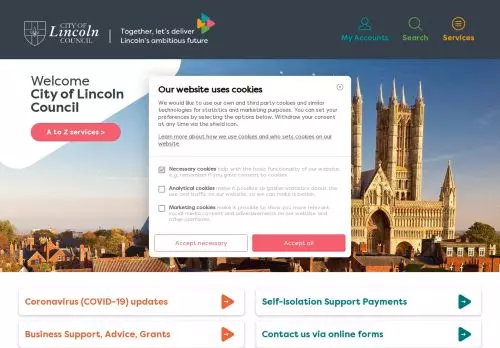 CITY OF
Lincoln
COUNCIL
Together, let's deliver
Lincoln's ambitious future
My Accounts
Search
Services
Welcome
City of Lincoln
Council
A to Z services >
Our website uses cookies
We would like to use our own and third party cookies and similar
technologies for statistics and marketing purposes. You can set your
preferences by selecting the options below. Withdraw your consent
at any time via the shield icon.
Learn more about how we use cookies and who sets cookies on our
website
Necessary cookies help with the basic functionality of our website
e.g. remember if you gave consent to cookies.
Analytical cookies make it possible to gather statistics about the
use and traffic on our website, so we can make it better.
Marketing cookies make it possible to show you more relevant
social media content and advertisements on our website and
other platforms.
Accept necessary
Accept all
Coronavirus (COVID-19) updates
Self-isolation Support Payments
Business Support, Advice, Grants
Contact us via online forms